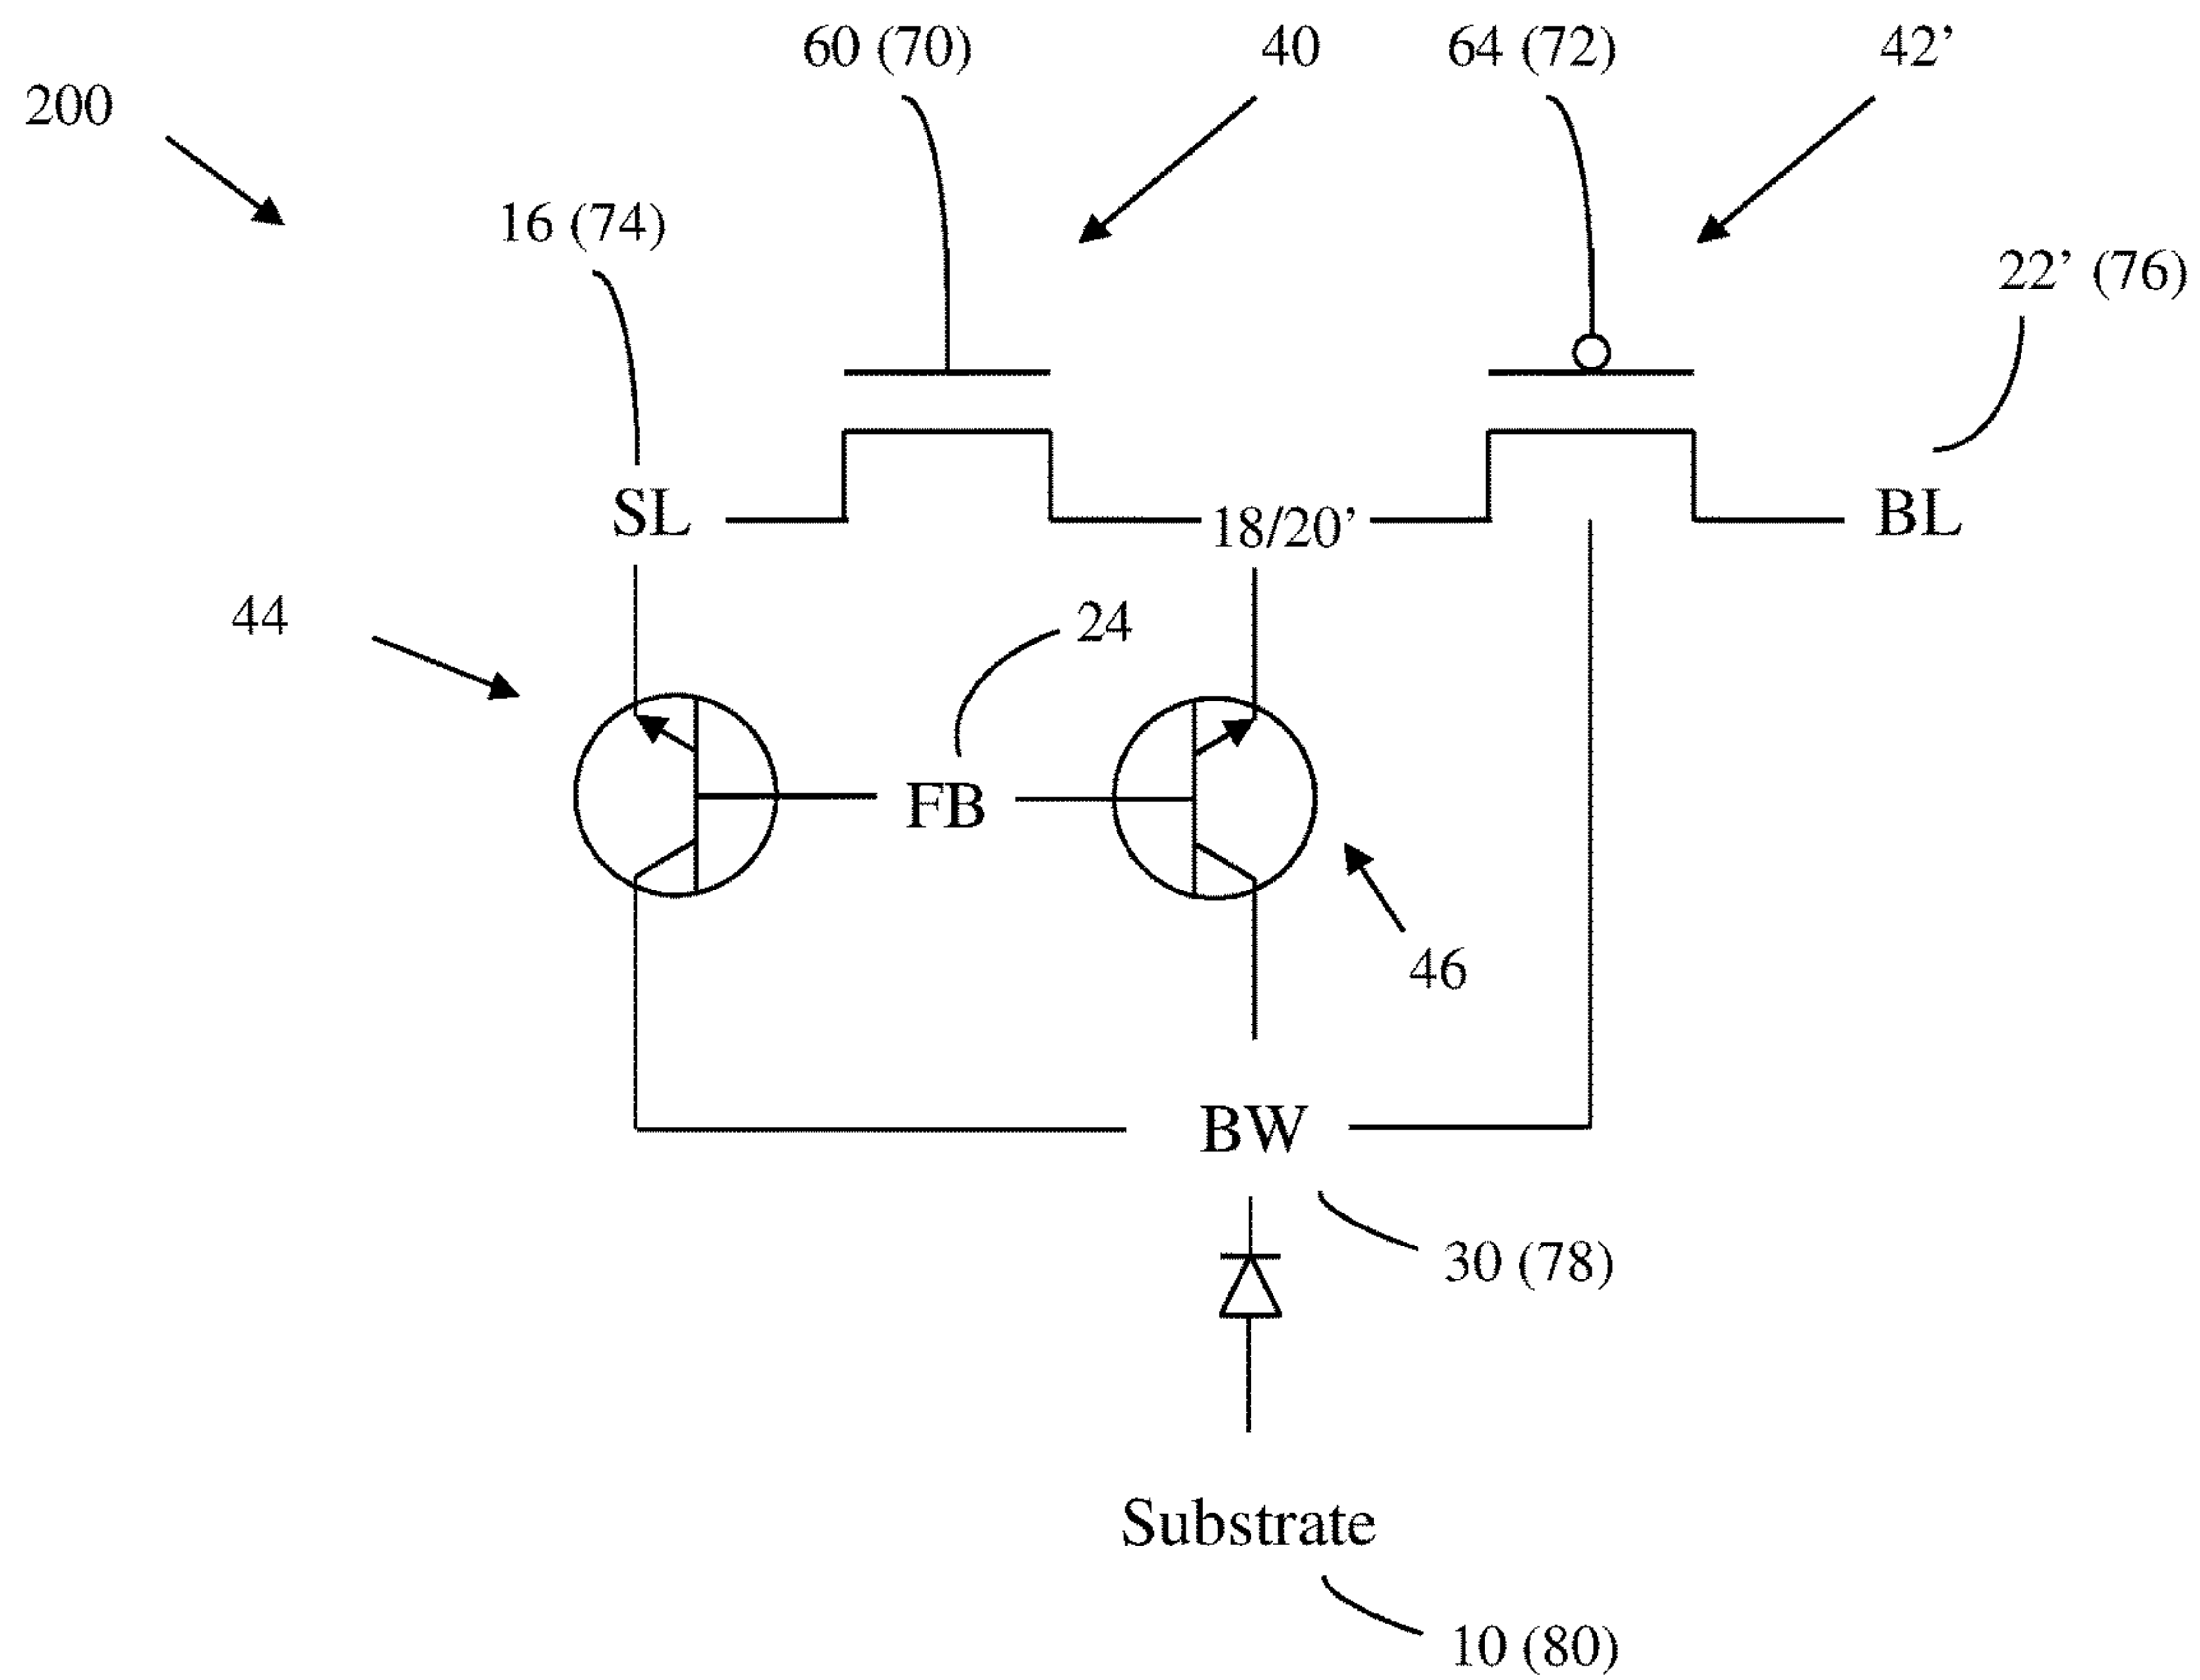 60 (70)
40
64 (72)
42’
200
16 (74)
22’ (76)
SL
18/20’
BL
44
24
FB
46
BW
30 (78)
Substrate
10 (80)